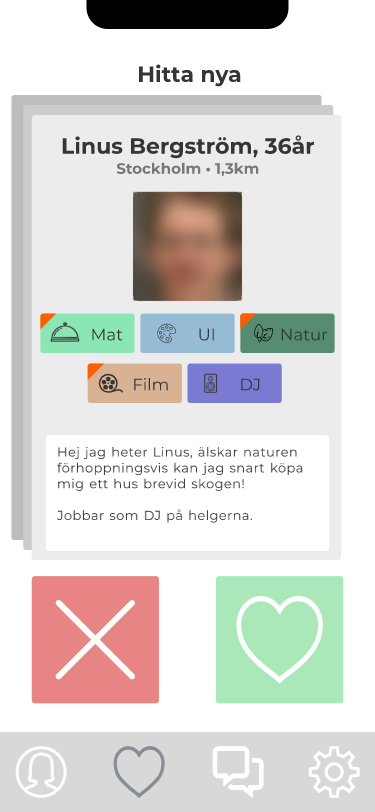 Hitta nya
Linus Bergström, 36år
Stockholm • 1,3km
Mat
UI
Natur
Film
DJ
Hej jag heter Linus, älskar naturen
förhoppningsvis kan jag snart köpa
mig ett hus brevid skogen!
Jobbar som DJ på helgerna.